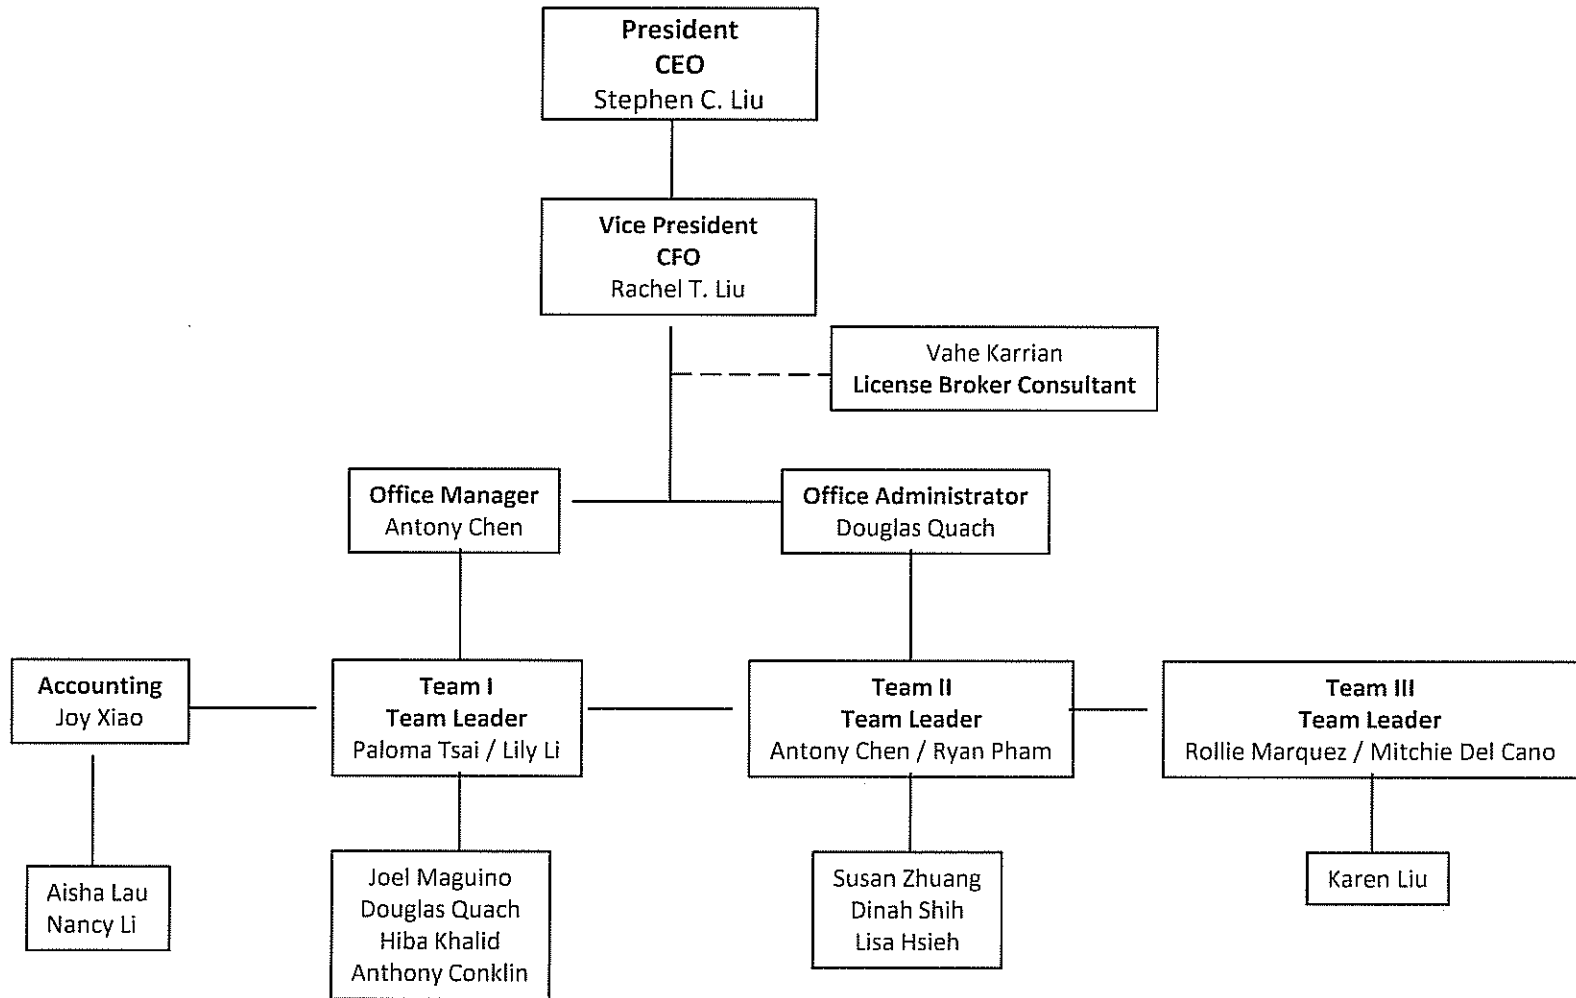 President
CEO
Stephen C. Liu
Vice President
CFO
Rachel T. Liu
Vahe Karrian
License Broker Consultant
Office Manager
Antony Chen
Office Administrator
Douglas Quach
Accounting
Joy Xiao
Team I
Team Leader
Paloma Tsai / Lily Li
Team II
Team Leader
Antony Chen / Ryan Pham
Team III
Team Leader
Rollie Marquez / Mitchie Del Cano
Aisha Lau
Nancy Li
Joel Maguino
Douglas Quach
Hiba Khalid
Anthony Conklin
Susan Zhuang
Dinah Shih
Lisa Hsieh
Karen Liu